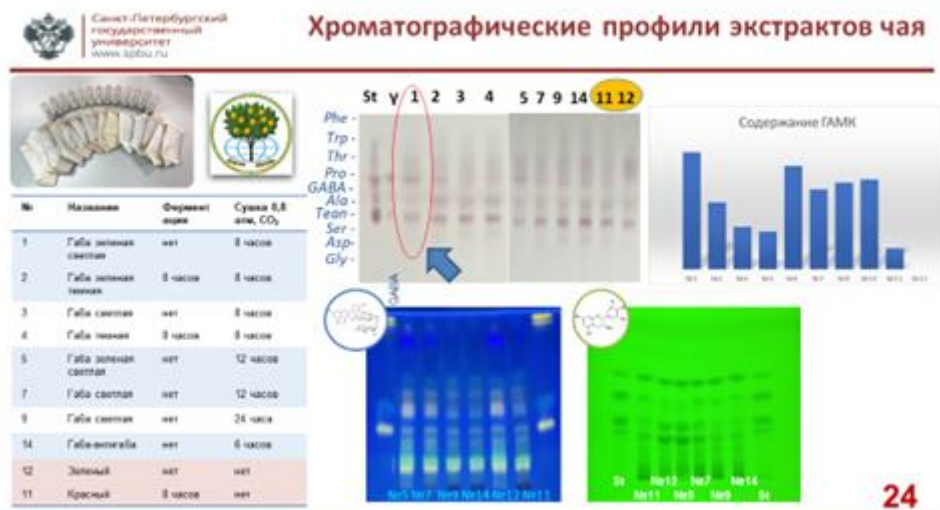 Санкт-Петербургский
государственный
университет
www.spbu.ru
Хроматографические профили экстрактов чая
St γ 1 2 3 4 5 7 9 14 11 12
Phe -
Trp -
Thr -
Pro -
GABA -
Ala -
Tean -
Ser -
Asp-
Gly -
Содержание ГАМК
№ Название Фермент Сушка 0,8
ация атм, CO₂
1 Габа зеленая нет 8 часов
светлая
2 Габа зеленая 8 часов 8 часов
темная
3 Габа светлая нет 8 часов
4 Габа темная 8 часов 8 часов
Габа зеленая нет 12 часов
светлая
7 Габа светлая нет 12 часов
9 Габа светлая нет 24 часа
14 Габа-антигаба нет 6 часов
12 Зеленый нет нет
11 Красный 8 часов нет
GABA
№5 №7 №9 №14 №12 №11
St №12 №7 №14
№11 №5 №9 St
24